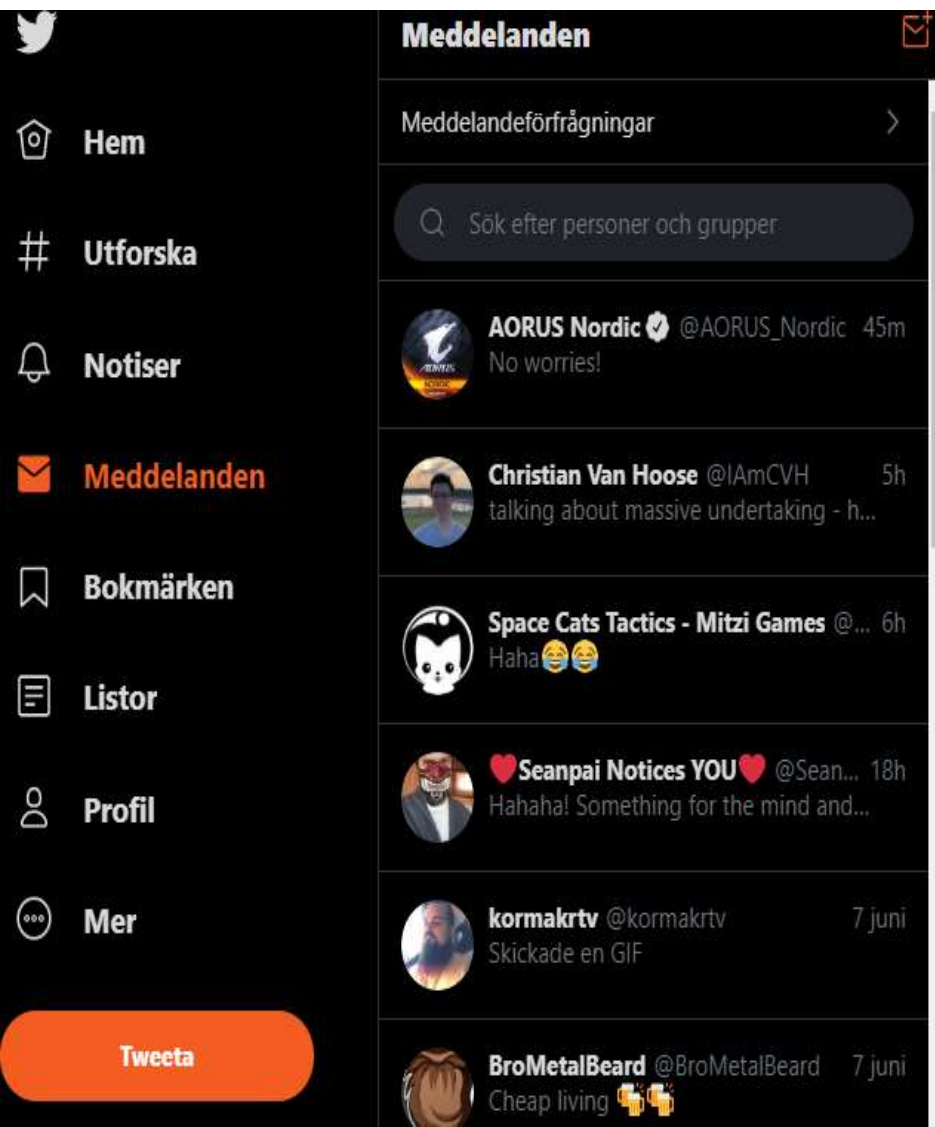 Hem
Utforska
Notiser
Meddelanden
Bokmärken
Listor
Profil
Mer
Tweeta
Meddelanden
Meddelandeförfrågningar
Sök efter personer och grupper
AORUS Nordic @AORUS_Nordic 45m
No worries!
Christian Van Hoose @IAmCVH 5h
talking about massive undertaking - h...
Space Cats Tactics - Mitzi Games @... 6h
Haha😂😂
❤️Seanpai Notices YOU❤️ @Sean... 18h
Hahaha! Something for the mind and...
kormakrtv @kormakrtv 7 juni
Skickade en GIF
BroMetalBeard @BroMetalBeard 7 juni
Cheap living 🍻🍻
AORUS
NORDIC